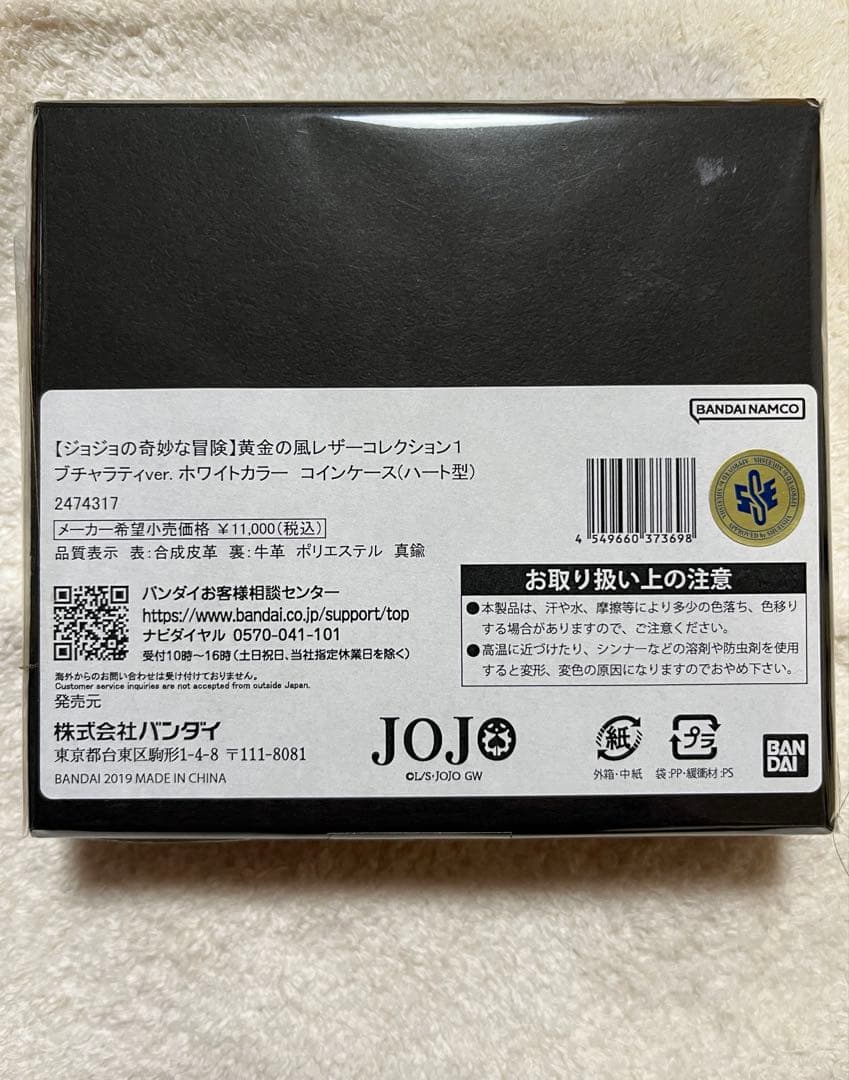 BANDAI NAMCO
【ジョジョの奇妙な冒険】黄金の風レザーコレクション1
ブチャラティver. ホワイトカラー コインケース(ハート型)
2474317
メーカー希望小売価格 ¥11,000(税込)
品質表示 表:合成皮革 裏:牛革 ポリエステル 真鍮
4 549660 373698
バンダイお客様相談センター
https://www.bandai.co.jp/support/top
ナビダイヤル 0570-041-101
受付10時~16時(土日祝日、当社指定休業日を除く)
海外からのお問い合わせは受け付けておりません。
Customer service inquiries are not accepted from outside Japan.
お取り扱い上の注意
●本製品は、汗や水、摩擦等により多少の色落ち、色移り
する場合がありますので、ご注意ください。
●高温に近づけたり、シンナーなどの溶剤や防虫剤を使用
すると変形、変色の原因になりますのでおやめ下さい。
発売元
株式会社バンダイ
東京都台東区駒形1-4-8 〒111-8081
BANDAI 2019 MADE IN CHINA
JOJO
©L/S・JOJO GW
紙
外箱・中紙
プラ
袋:PP・緩衝材:PS
BAN
DAI